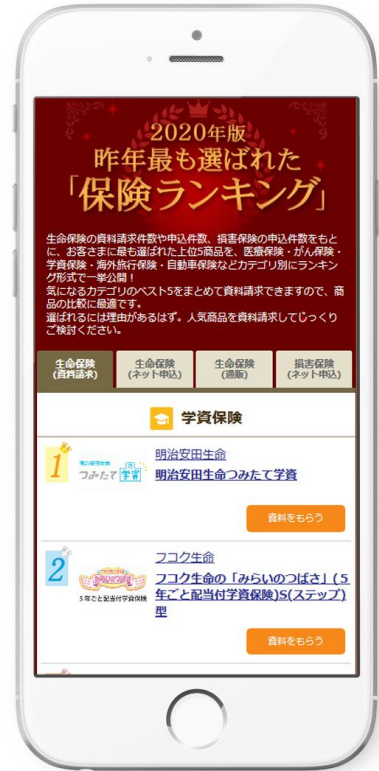 2020年版
昨年最も選ばれた
「保険ランキング」
生命保険の資料請求件数や申込件数、損害保険の申込件数をもと
に、お客さまに最も選ばれた上位5商品を、医療保険・がん保険・
学資保険・海外旅行保険・自動車保険などカテゴリ別にランキン
グ形式で一挙公開！
気になるカテゴリのベスト5をまとめて資料請求できますので、商
品の比較に最適です。
選ばれるには理由があるはず。人気商品を資料請求してじっくり
ご検討ください。
生命保険
(資料請求)
生命保険
(ネット申込)
生命保険
(通販)
損害保険
(ネット申込)
学資保険
1
明治安田生命
つみたて学資
明治安田生命
明治安田生命つみたて学資
資料をもらう
2
みらいのつばさ
5年ごと配当付学資保険
フコク生命
フコク生命の「みらいのつばさ」(5
年ごと配当付学資保険)S(ステップ)
型
資料をもらう